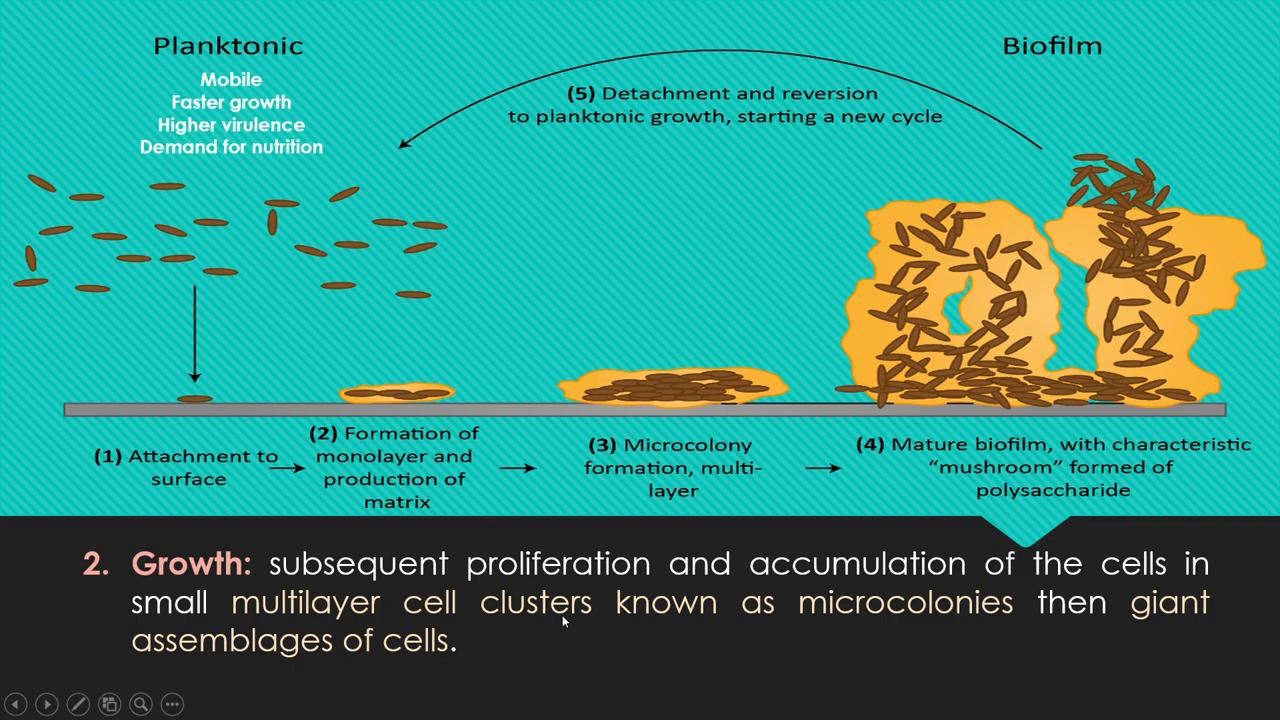 Planktonic
Mobile
Faster growth
Higher virulence
Demand for nutrition
Biofilm
(5) Detachment and reversion
to planktonic growth, starting a new cycle
(1) Attachment to
surface
(2) Formation of
monolayer and
production of
matrix
(3) Microcolony
formation, multi-
layer
(4) Mature biofilm, with characteristic
“mushroom” formed of
polysaccharide
2. Growth: subsequent proliferation and accumulation of the cells in
small multilayer cell clusters known as microcolonies then giant
assemblages of cells.